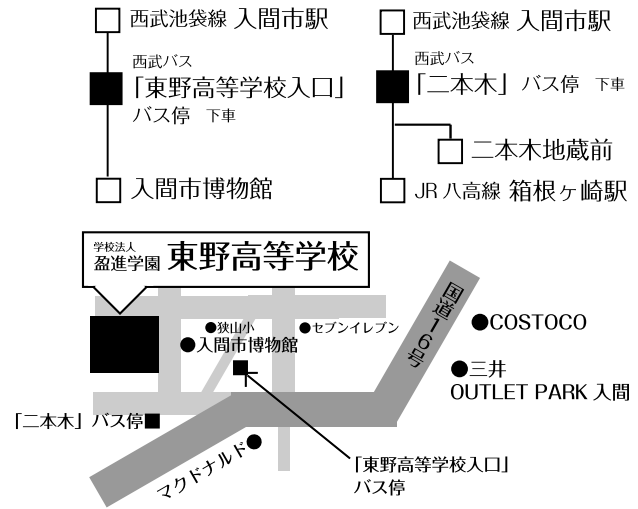 西武池袋線 入間市駅
西武バス
「東野高等学校入口」
バス停 下車
入間市博物館
西武池袋線 入間市駅
西武バス
「二本木」 バス停 下車
二本木地蔵前
JR 八高線 箱根ヶ崎駅
学校法人
盈進学園 東野高等学校
狭山小
セブンイレブン
入間市博物館
国道16号
COSTOCO
三井
OUTLET PARK 入間
「二本木」 バス停
マクドナルド
「東野高等学校入口」
バス停